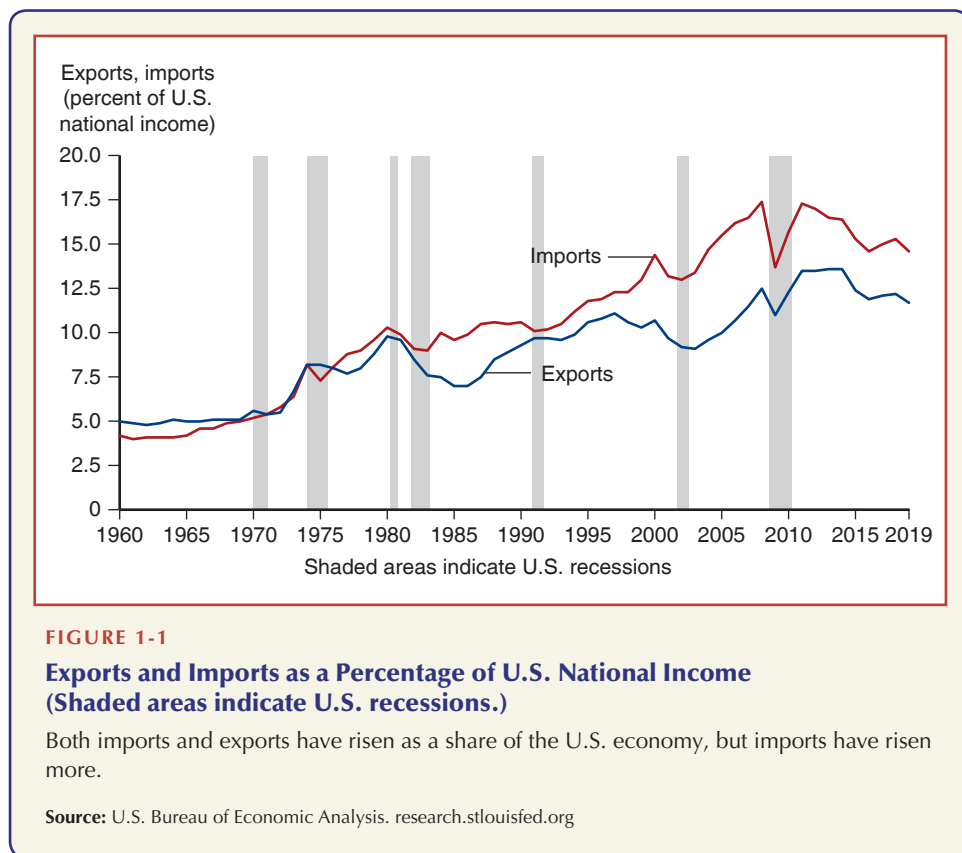 Exports, imports
(percent of U.S.
national income)
20.0
17.5
15.0
12.5
10.0
7.5
5.0
2.5
0
Imports
Exports
1960 1965 1970 1975 1980 1985 1990 1995 2000 2005 2010 2015 2019
Shaded areas indicate U.S. recessions
FIGURE 1-1
Exports and Imports as a Percentage of U.S. National Income
(Shaded areas indicate U.S. recessions.)
Both imports and exports have risen as a share of the U.S. economy, but imports have risen
more.
Source: U.S. Bureau of Economic Analysis. research.stlouisfed.org